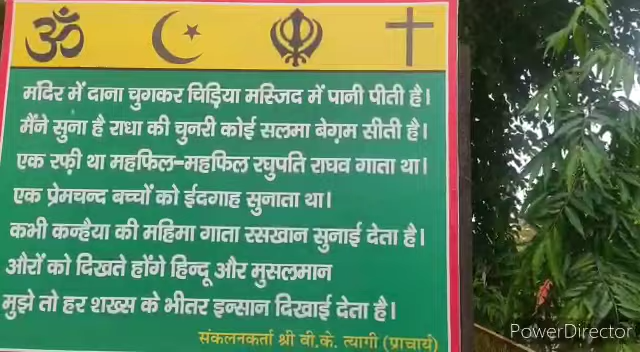 मंदिर में दाना चुगकर चिड़िया मस्जिद में पानी पीती है।
मैंने सुना है राधा की चुनरी कोई सलमा बेग़म सीती है।
एक रफ़ी था महफिल-महफिल रघुपति राघव गाता था।
एक प्रेमचन्द बच्चों को ईदगाह सुनाता था।
कभी कन्हैया की महिमा गाता रसखान सुनाई देता है।
औरों को दिखते होंगे हिन्दू और मुसलमान
मुझे तो हर शख्स के भीतर इन्सान दिखाई देता है।
संकलनकर्ता श्री वी.के. त्यागी (प्राचार्य)
PowerDirector